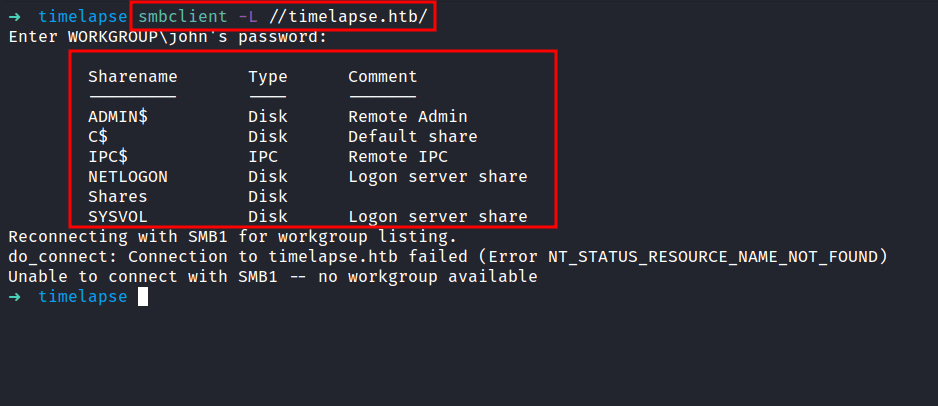 → timelapse smbclient -L //timelapse.htb/
Enter WORKGROUP\john's password:
Sharename Type Comment
--------- ---- -------
ADMIN$ Disk Remote Admin
C$ Disk Default share
IPC$ IPC Remote IPC
NETLOGON Disk Logon server share
Shares Disk
SYSVOL Disk Logon server share
Reconnecting with SMB1 for workgroup listing.
do_connect: Connection to timelapse.htb failed (Error NT_STATUS_RESOURCE_NAME_NOT_FOUND)
Unable to connect with SMB1 -- no workgroup available
→ timelapse